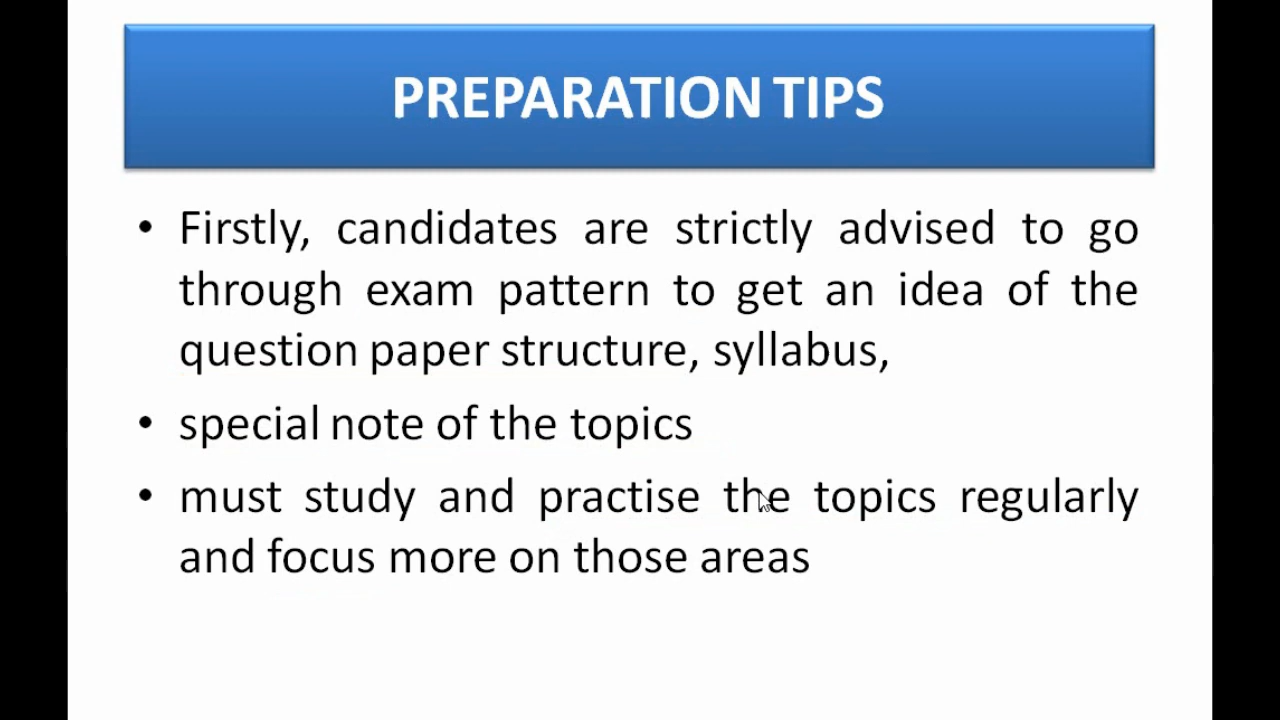 PREPARATION TIPS
• Firstly, candidates are strictly advised to go
through exam pattern to get an idea of the
question paper structure, syllabus,
• special note of the topics
• must study and practise the topics regularly
and focus more on those areas